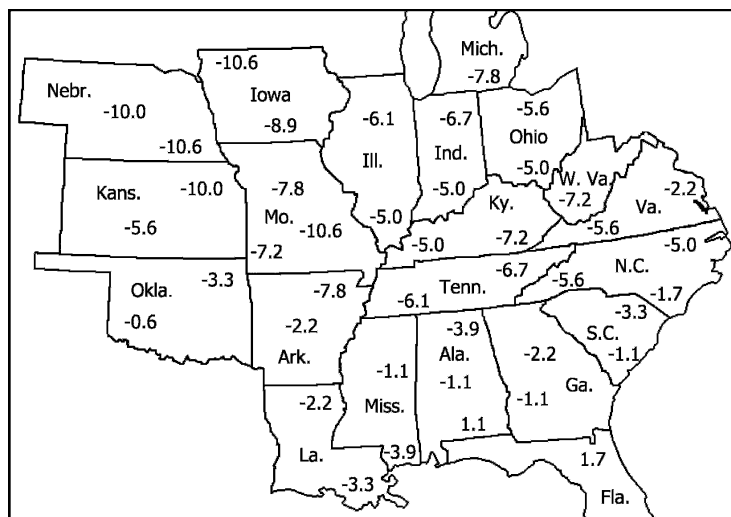 Mich.
-7.8
-10.6
Iowa
-8.9
Nebr.
-10.0
-10.6
-6.1
Ill.
-5.0
-6.7
Ind.
-5.0
-5.6
Ohio
-5.0
W. Va
-7.2
-2.2
Va.
-5.6
-10.0
Kans.
-5.6
-7.8
Mo.
-10.6
-7.2
Ky.
-5.0
-7.2
-5.0
N.C.
-5.6
-1.7
-6.7
Tenn.
-6.1
-3.3
Okla.
-0.6
-7.8
-2.2
Ark.
-3.3
S.C.
-1.1
-3.9
Ala.
-1.1
1.1
-2.2
Ga.
-1.1
-1.1
Miss.
-3.9
-2.2
La.
-3.3
1.7
Fla.